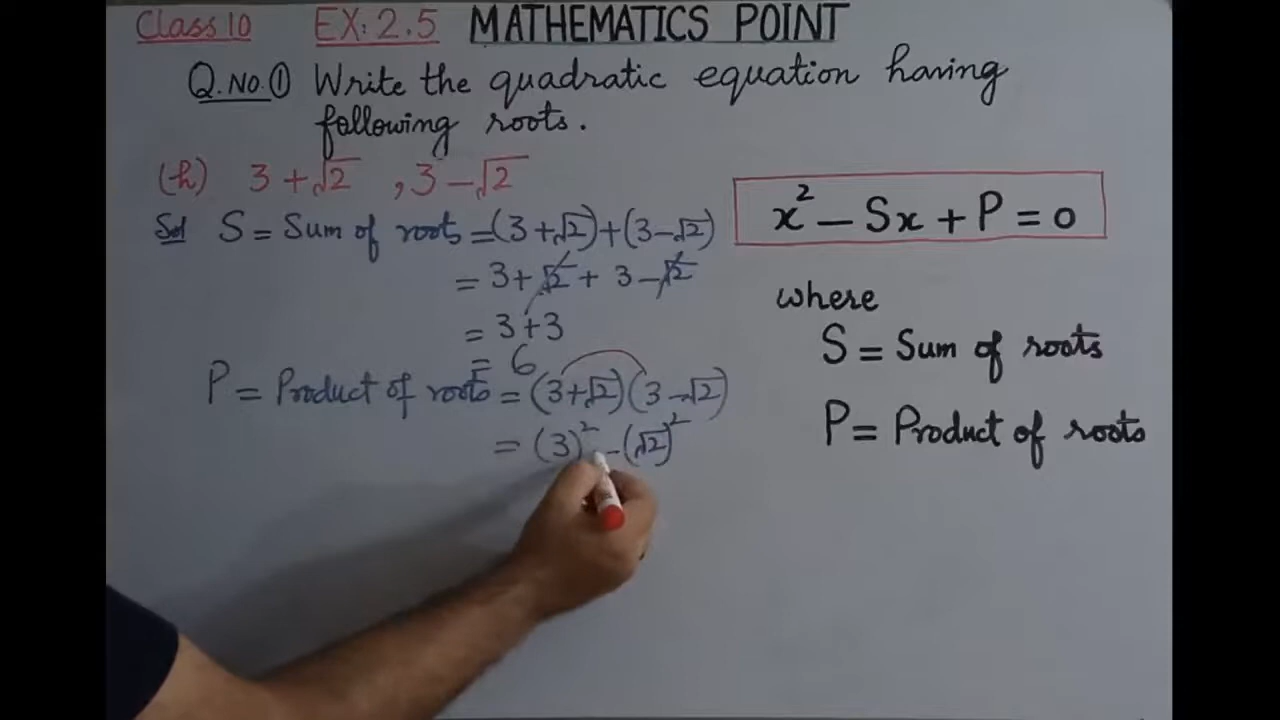 Class 10 EX: 2.5 MATHEMATICS POINT
Q.NO.① Write the quadratic equation having
following roots.
(h) 3+√2 , 3-√2
Sol S = Sum of roots = (3+√2)+(3-√2)
= 3+√2 + 3-√2
= 3+3
= 6
P = Product of roots = (3+√2)(3-√2)
= (3)² - (√2)²
x² - Sx + P = 0
where
S = Sum of roots
P = Product of roots